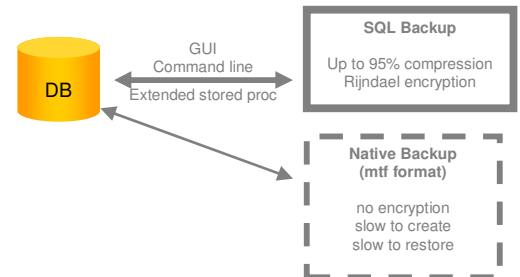 DB
GUI
Command line
Extended stored proc
SQL Backup
Up to 95% compression
Rijndael encryption
Native Backup
(mtf format)
no encryption
slow to create
slow to restore